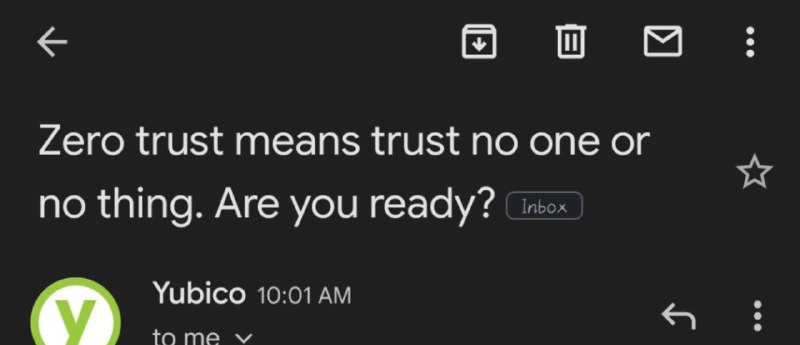 Zero trust means trust no one or
no thing. Are you ready? Inbox
y
Yubico 10:01 AM
to me